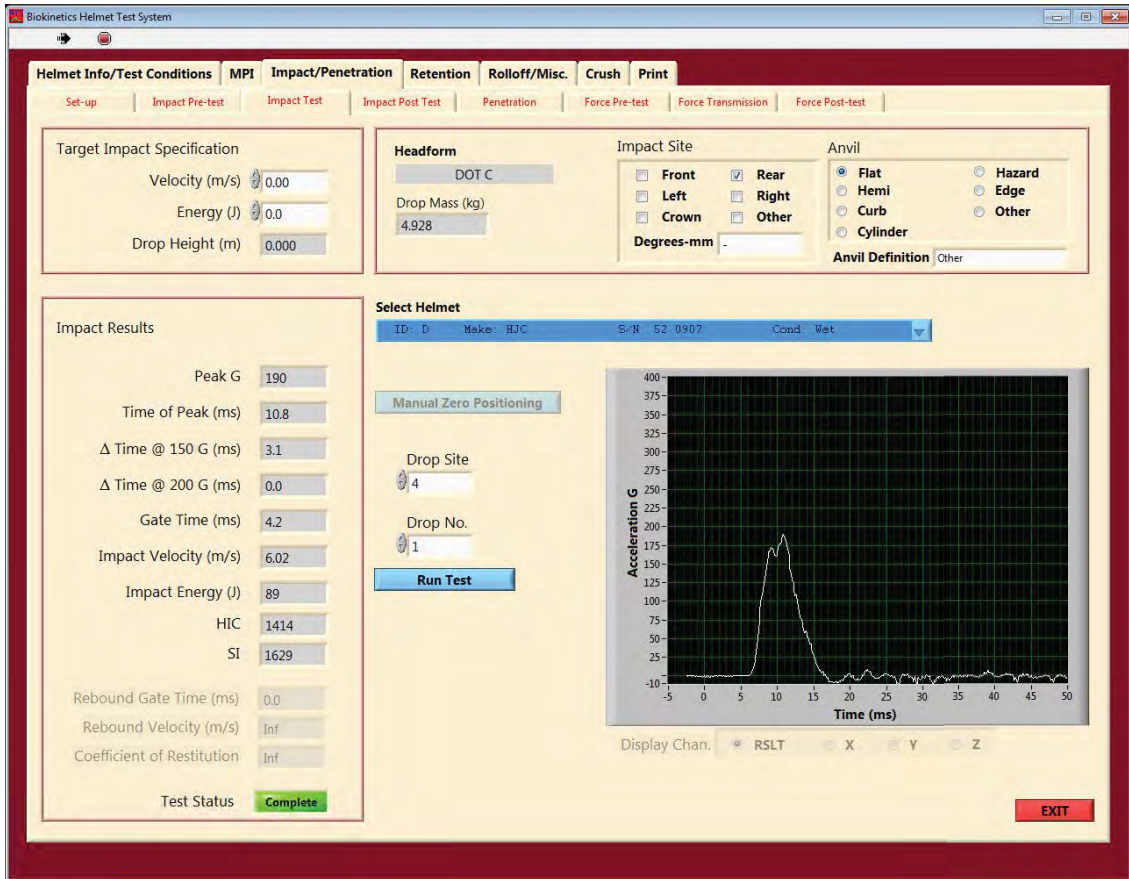 Biokinetics Helmet Test System
Helmet Info/Test Conditions MPI Impact/Penetration Retention Rolloff/Misc. Crush Print
Set-up Impact Pre-test Impact Test Impact Post Test Penetration Force Pre-test Force Transmission Force Post-test
Target Impact Specification
Velocity (m/s) 0.00
Energy (J) 0.0
Drop Height (m) 0.000
Headform
DOT C
Drop Mass (kg)
4.928
Impact Site
Front Rear
Left Right
Crown Other
Degrees-mm -
Anvil
Flat Hazard
Hemi Edge
Curb Other
Cylinder
Anvil Definition Other
Select Helmet
ID: D Make: HJC S/N: 52 0907 Cond: Wet
Impact Results
Peak G 190
Time of Peak (ms) 10.8
Δ Time @ 150 G (ms) 3.1
Δ Time @ 200 G (ms) 0.0
Gate Time (ms) 4.2
Impact Velocity (m/s) 6.02
Impact Energy (J) 89
HIC 1414
SI 1629
Rebound Gate Time (ms) 0.0
Rebound Velocity (m/s) Inf
Coefficient of Restitution Inf
Test Status Complete
Manual Zero Positioning
Drop Site
4
Drop No.
1
Run Test
Acceleration G
400
375
350
325
300
275
250
225
200
175
150
125
100
75
50
25
-10
-5 0 5 10 15 20 25 30 35 40 45 50
Time (ms)
Display Chan. RSLT X Y Z
EXIT